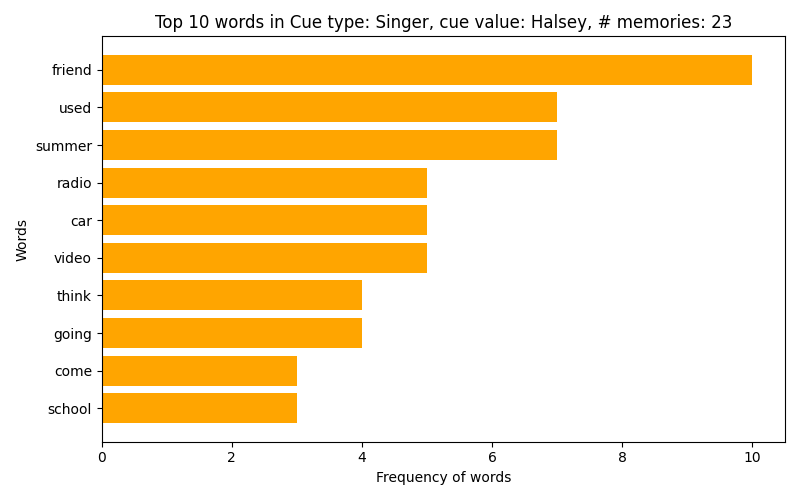 Top 10 words in Cue type: Singer, cue value: Halsey, # memories: 23
friend
used
summer
radio
car
video
think
going
come
school
Words
0 2 4 6 8 10
Frequency of words